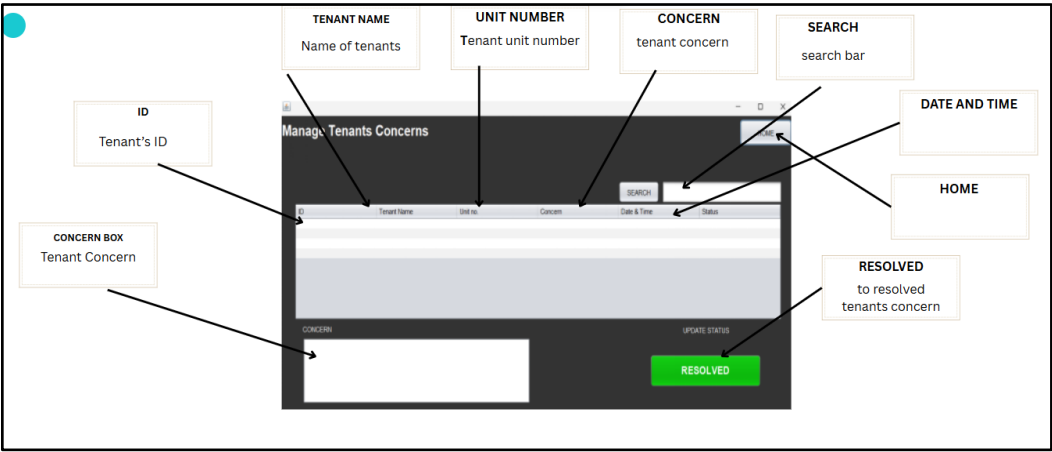 TENANT NAME
Name of tenants
UNIT NUMBER
Tenant unit number
CONCERN
tenant concern
SEARCH
search bar
ID
Tenant's ID
DATE AND TIME
HOME
CONCERN BOX
Tenant Concern
RESOLVED
to resolved
tenants concern
Manage Tenants Concerns
HOME
SEARCH
ID Tenant Name Unit no. Concern Date & Time Status
CONCERN
UPDATE STATUS
RESOLVED